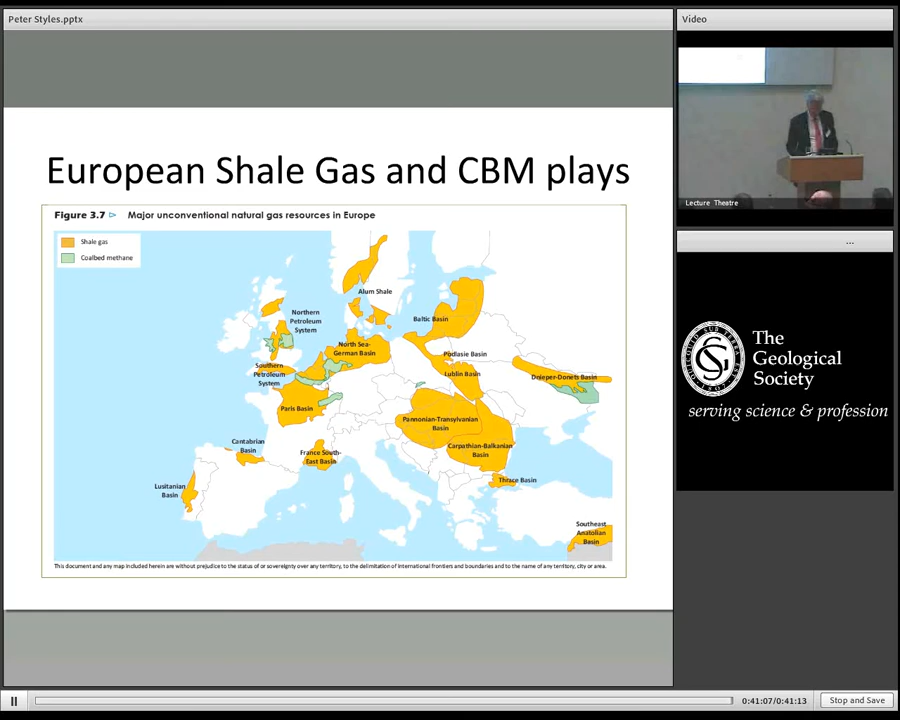 Peter Styles.pptx
Video
European Shale Gas and CBM plays
Figure 3.7 ▷ Major unconventional natural gas resources in Europe
Shale gas
Coalbed methane
Alum Shale
Northern
Petroleum
System
Baltic Basin
North Sea-
German Basin
Podlasie Basin
Southern
Petroleum
System
Lublin Basin
Dnieper-Donets Basin
Paris Basin
Pannonian-Transylvanian
Basin
Cantabrian
Basin
France South-
East Basin
Carpathian-Balkanian
Basin
Thrace Basin
Lusitanian
Basin
Southeast
Anatolian
Basin
This document and any map included herein are without prejudice to the status of or sovereignty over any territory, to the delimitation of international frontiers and boundaries and to the name of any territory, city or area.
Lecture Theatre
...
The
Geological
Society
serving science & profession
0:41:07/0:41:13
Stop and Save